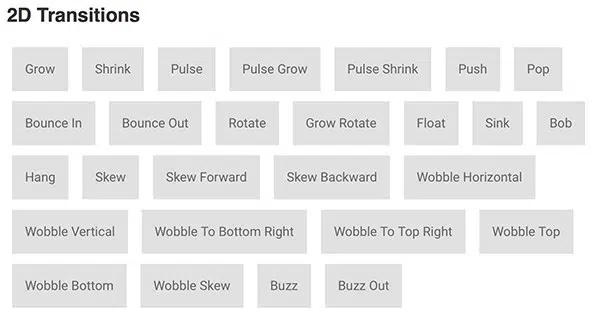 2D Transitions
Grow Shrink Pulse Pulse Grow Pulse Shrink Push Pop
Bounce In Bounce Out Rotate Grow Rotate Float Sink Bob
Hang Skew Skew Forward Skew Backward Wobble Horizontal
Wobble Vertical Wobble To Bottom Right Wobble To Top Right Wobble Top
Wobble Bottom Wobble Skew Buzz Buzz Out